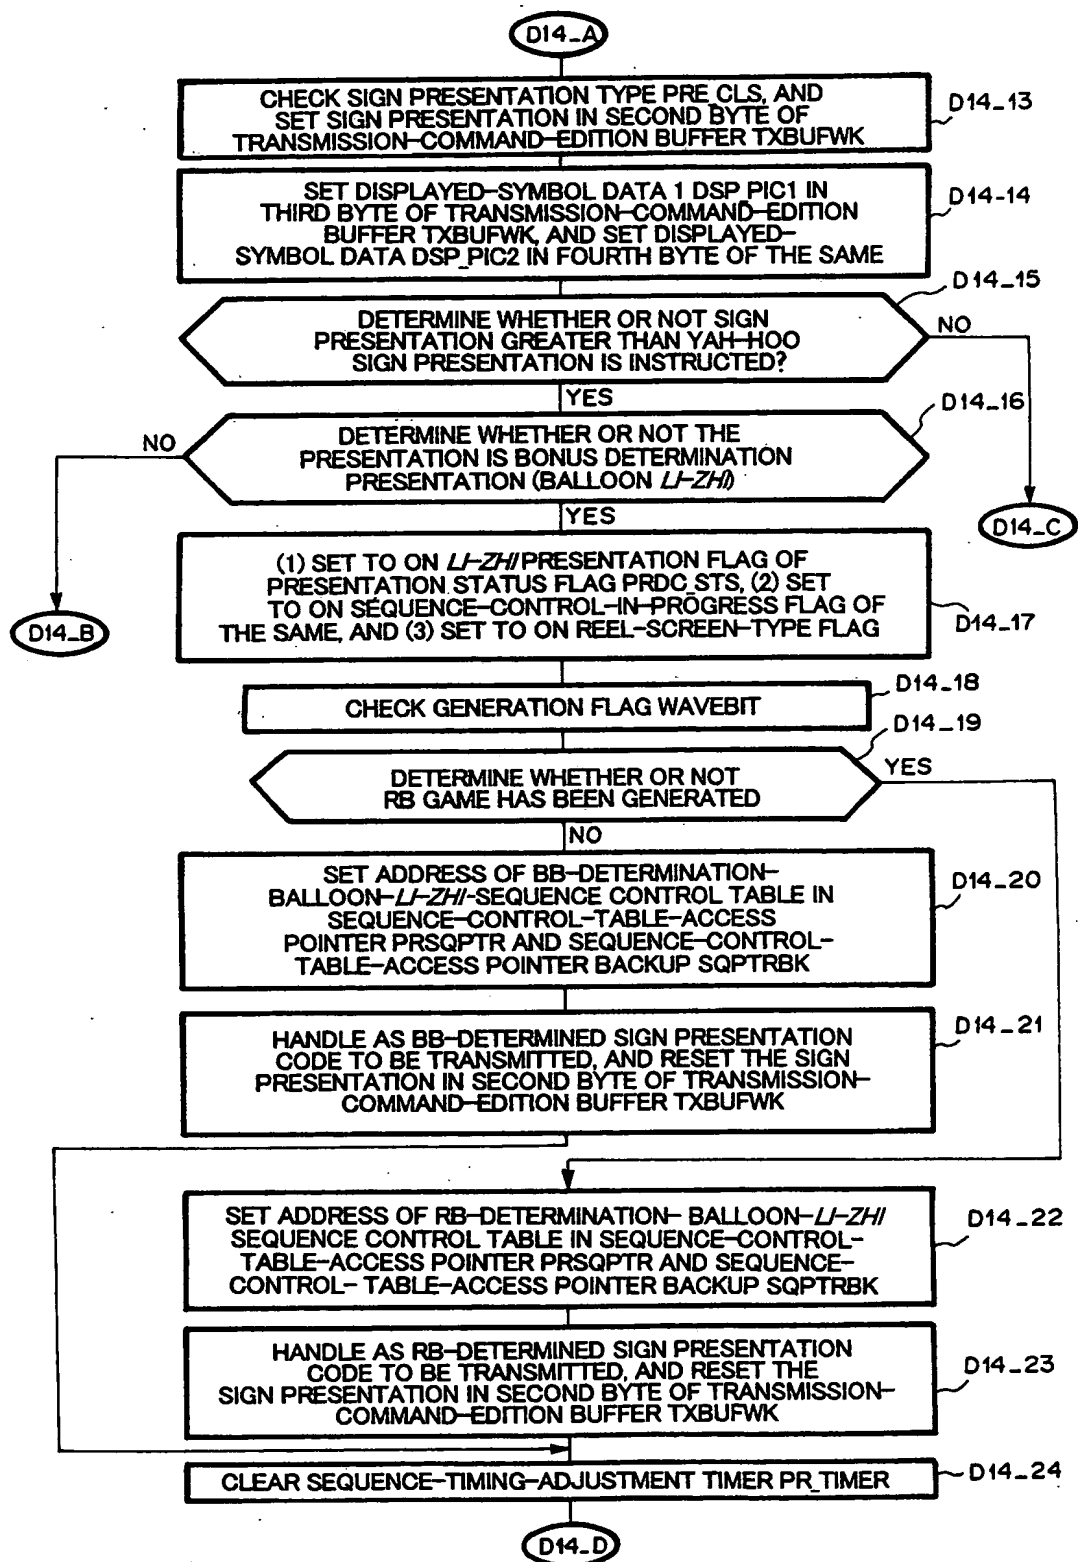 D14_A
CHECK SIGN PRESENTATION TYPE PRE_CLS, AND
SET SIGN PRESENTATION IN SECOND BYTE OF
TRANSMISSION-COMMAND-EDITION BUFFER TXBUFWK
D14_13
SET DISPLAYED-SYMBOL DATA 1 DSP_PIC1 IN
THIRD BYTE OF TRANSMISSION-COMMAND-EDITION
BUFFER TXBUFWK, AND SET DISPLAYED-
SYMBOL DATA DSP_PIC2 IN FOURTH BYTE OF THE SAME
D14-14
D14_15
DETERMINE WHETHER OR NOT SIGN
PRESENTATION GREATER THAN YAH-HOO
SIGN PRESENTATION IS INSTRUCTED?
NO
YES
D14_16
NO
DETERMINE WHETHER OR NOT THE
PRESENTATION IS BONUS DETERMINATION
PRESENTATION (BALLOON LI-ZHI)
YES
D14_C
(1) SET TO ON LI-ZHI PRESENTATION FLAG OF
PRESENTATION STATUS FLAG PRDC_STS, (2) SET
TO ON SEQUENCE-CONTROL-IN-PROGRESS FLAG OF
THE SAME, AND (3) SET TO ON REEL-SCREEN-TYPE FLAG
D14_17
D14_B
D14_18
CHECK GENERATION FLAG WAVEBIT
D14_19
DETERMINE WHETHER OR NOT
RB GAME HAS BEEN GENERATED
YES
NO
SET ADDRESS OF BB-DETERMINATION-
BALLOON-LI-ZHI-SEQUENCE CONTROL TABLE IN
SEQUENCE-CONTROL-TABLE-ACCESS
POINTER PRSQPTR AND SEQUENCE-CONTROL-
TABLE-ACCESS POINTER BACKUP SQPTRBK
D14_20
HANDLE AS BB-DETERMINED SIGN PRESENTATION
CODE TO BE TRANSMITTED, AND RESET THE SIGN
PRESENTATION IN SECOND BYTE OF TRANSMISSION-
COMMAND-EDITION BUFFER TXBUFWK
D14_21
SET ADDRESS OF RB-DETERMINATION- BALLOON-LI-ZHI
SEQUENCE CONTROL TABLE IN SEQUENCE-CONTROL-
TABLE-ACCESS POINTER PRSQPTR AND SEQUENCE-
CONTROL- TABLE-ACCESS POINTER BACKUP SQPTRBK
D14_22
HANDLE AS RB-DETERMINED SIGN PRESENTATION
CODE TO BE TRANSMITTED, AND RESET THE
SIGN PRESENTATION IN SECOND BYTE OF TRANSMISSION-
COMMAND-EDITION BUFFER TXBUFWK
D14_23
CLEAR SEQUENCE-TIMING-ADJUSTMENT TIMER PR_TIMER
D14_24
D14_D